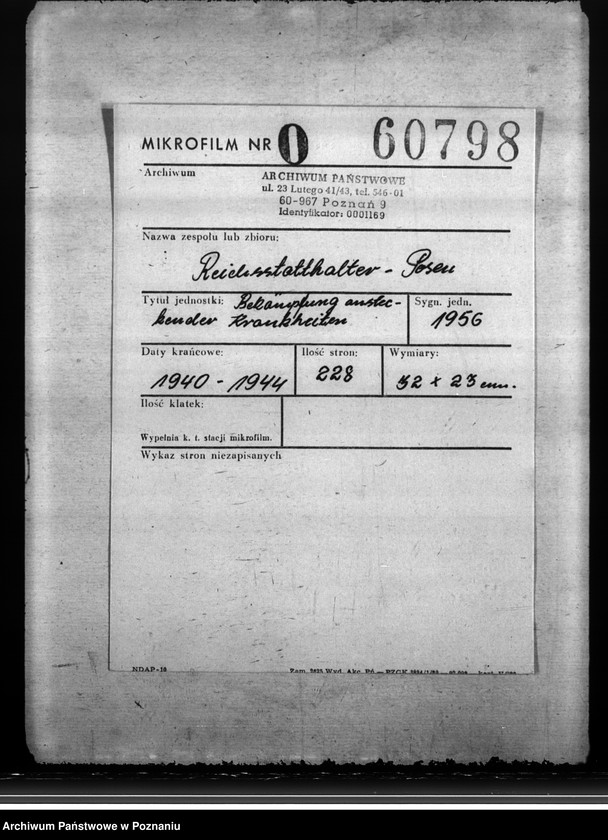 MIKROFILM NR O 60798
Archiwum
ARCHIWUM PAŃSTWOWE
ul. 23 Lutego 41/43, tel. 546-01
60-967 Poznań 9
Identyfikator: 0001169
Nazwa zespołu lub zbioru:
Reichsstatthalter - Posen
Tytuł jednostki: Bekämpfung anstec-
kender Krankheiten
Sygn. jedn.
1956
Daty krańcowe:
1940 - 1944
Ilość stron:
228
Wymiary:
32 x 23 cm.
Ilość klatek:
Wypełnia k. t. stacji mikrofilm.
Wykaz stron niezapisanych
NDAP-16
Archiwum Państwowe w Poznaniu